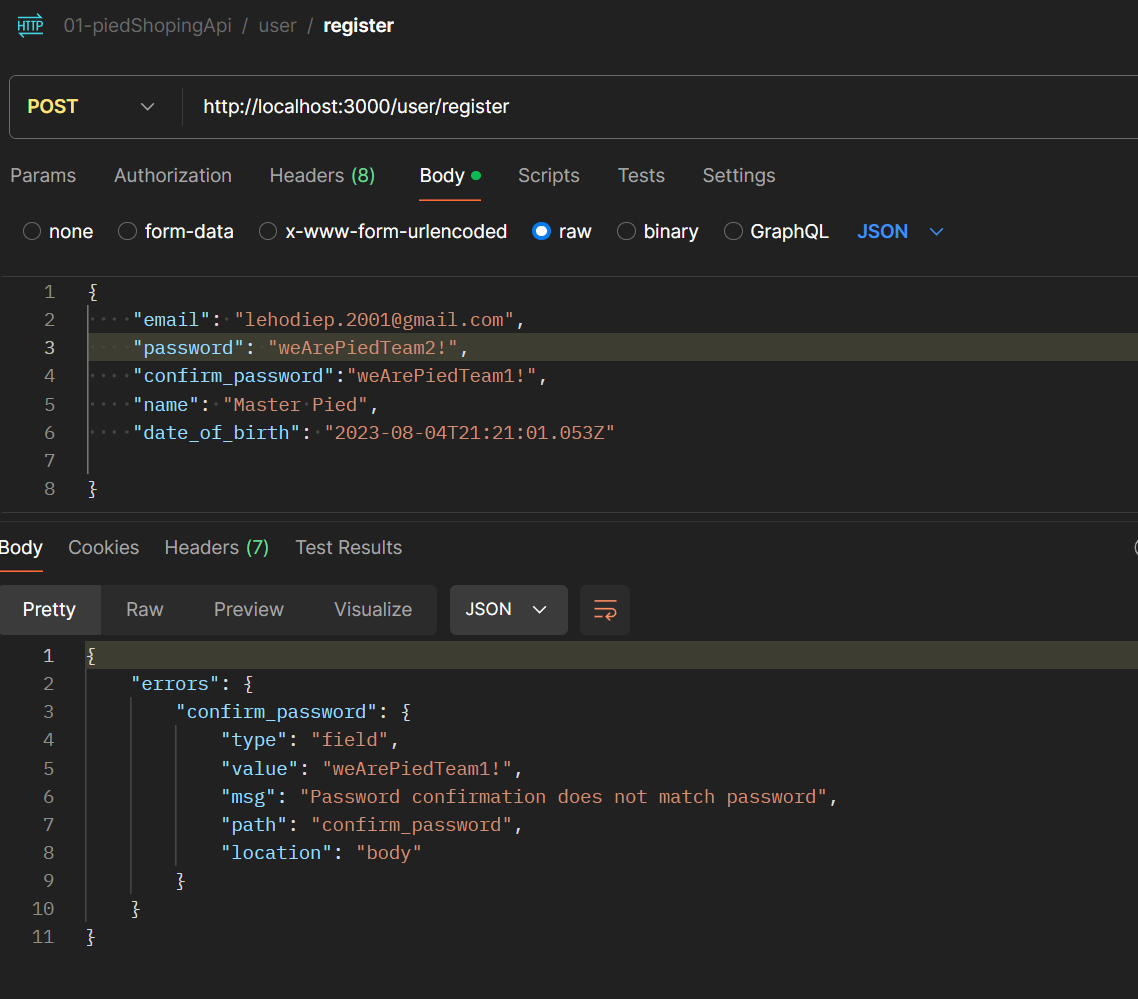 HTTP 01-piedShopingApi / user / register
POST http://localhost:3000/user/register
Params Authorization Headers (8) Body Scripts Tests Settings
none form-data x-www-form-urlencoded raw binary GraphQL JSON
1 {
2 "email": "lehodiep.2001@gmail.com",
3 "password": "weArePiedTeam2!",
4 "confirm_password":"weArePiedTeam1!",
5 "name": "Master Pied",
6 "date_of_birth": "2023-08-04T21:21:01.053Z"
7
8 }
Body Cookies Headers (7) Test Results
Pretty Raw Preview Visualize JSON
1 {
2 "errors": {
3 "confirm_password": {
4 "type": "field",
5 "value": "weArePiedTeam1!",
6 "msg": "Password confirmation does not match password",
7 "path": "confirm_password",
8 "location": "body"
9 }
10 }
11 }